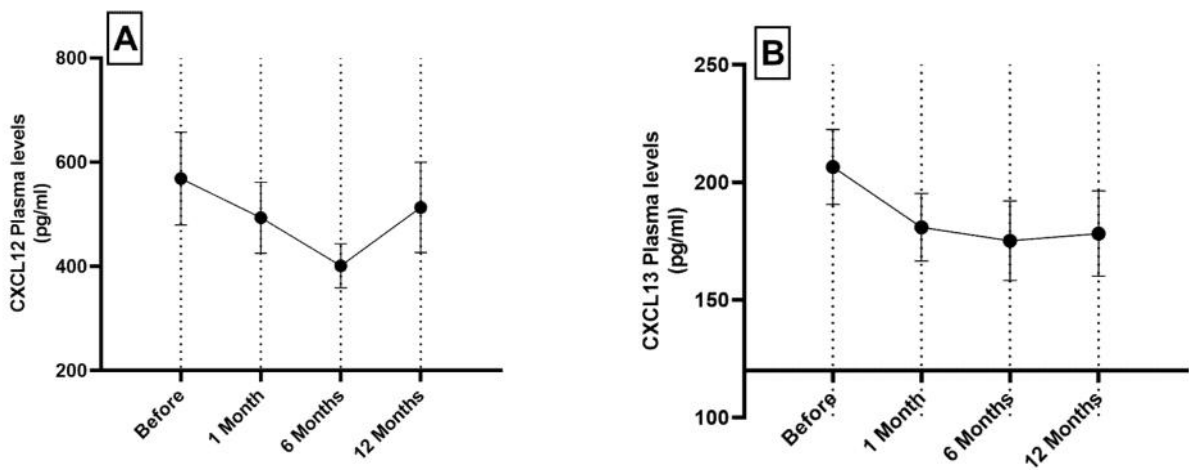 A
CXCL12 Plasma levels
(pg/ml)
800
600
400
200
Before
1 Month
6 Months
12 Months
B
CXCL13 Plasma levels
(pg/ml)
250
200
150
100
Before
1 Month
6 Months
12 Months